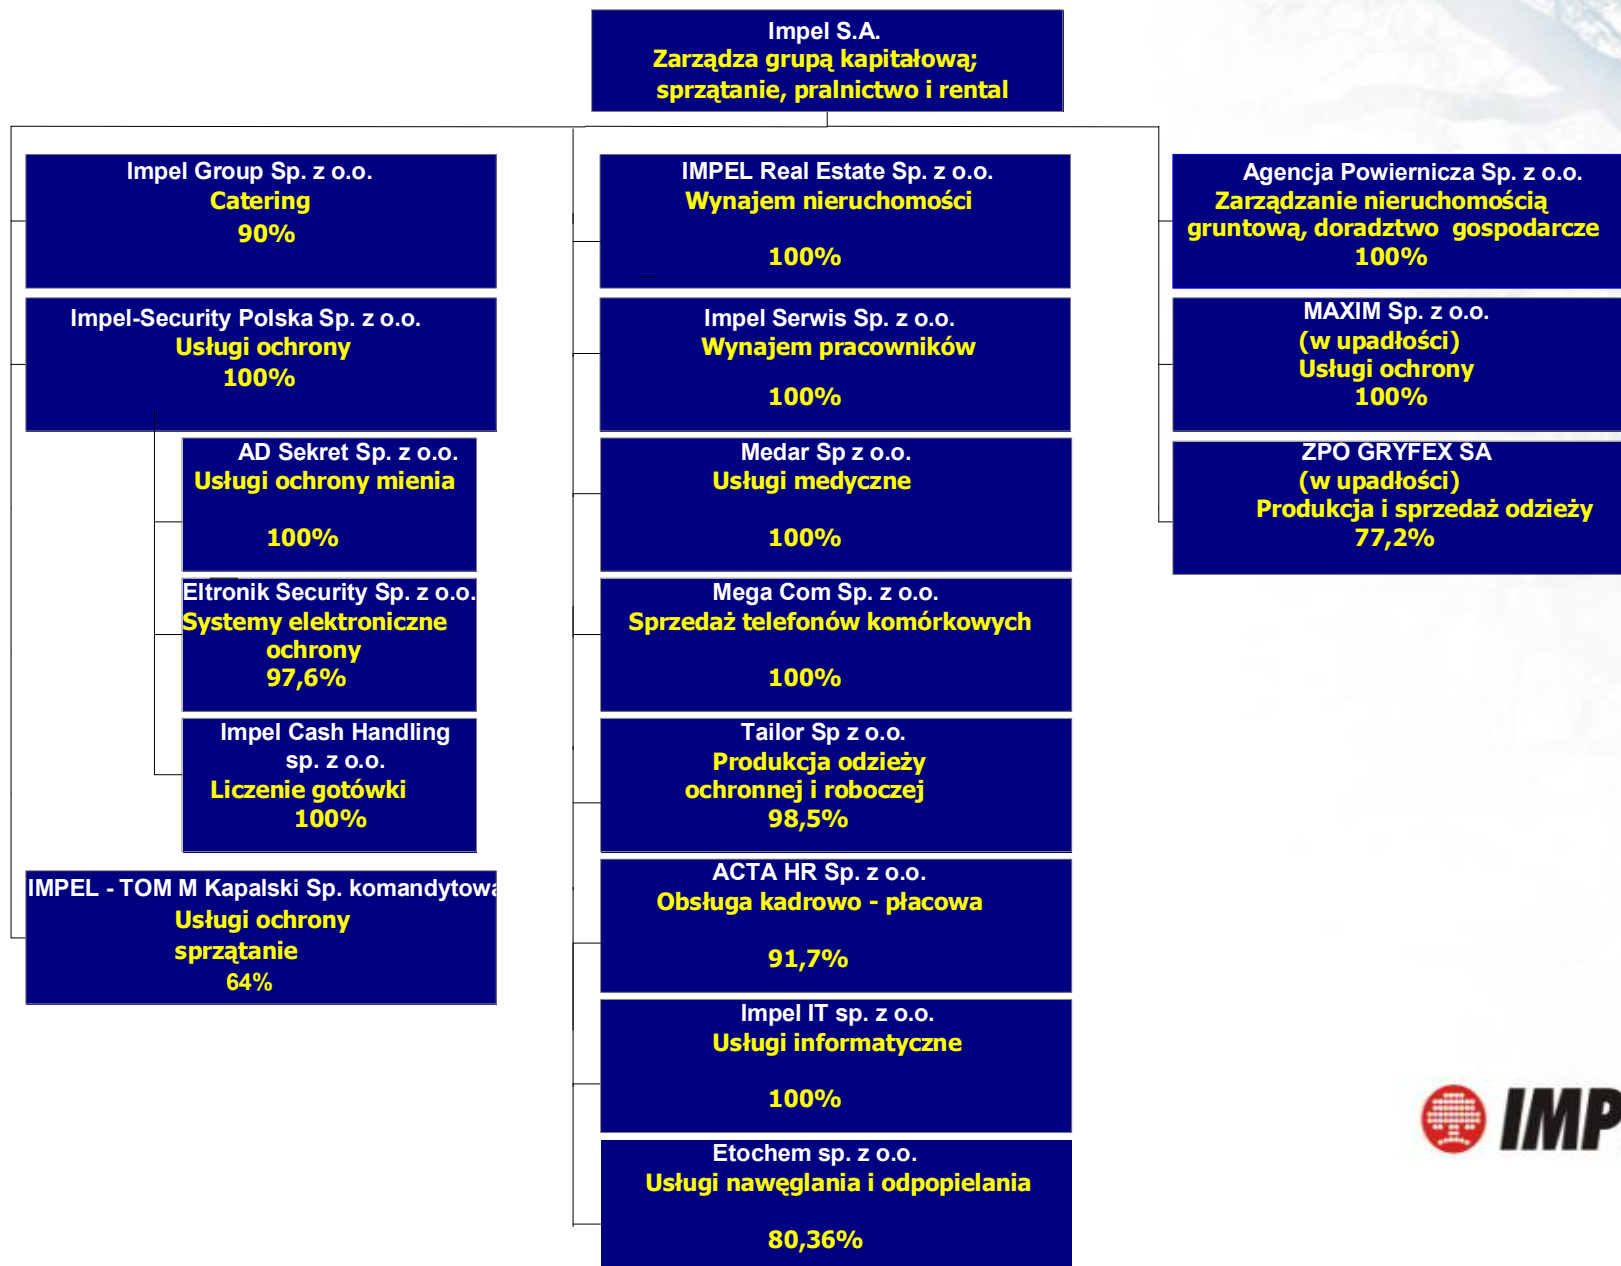 Impel S.A.
Zarządza grupą kapitałową;
sprzątanie, pralnictwo i rental
Impel Group Sp. z o.o.
Catering
90%
Impel-Security Polska Sp. z o.o.
Usługi ochrony
100%
AD Sekret Sp. z o.o.
Usługi ochrony mienia
100%
Eltronik Security Sp. z o.o.
Systemy elektroniczne
ochrony
97,6%
Impel Cash Handling
sp. z o.o.
Liczenie gotówki
100%
IMPEL - TOM M Kapalski Sp. komandytowa
Usługi ochrony
sprzątanie
64%
IMPEL Real Estate Sp. z o.o.
Wynajem nieruchomości
100%
Impel Serwis Sp. z o.o.
Wynajem pracowników
100%
Medar Sp z o.o.
Usługi medyczne
100%
Mega Com Sp. z o.o.
Sprzedaż telefonów komórkowych
100%
Tailor Sp z o.o.
Produkcja odzieży
ochronnej i roboczej
98,5%
ACTA HR Sp. z o.o.
Obsługa kadrowo - płacowa
91,7%
Impel IT sp. z o.o.
Usługi informatyczne
100%
Etochem sp. z o.o.
Usługi nawęglania i odpopielania
80,36%
Agencja Powiernicza Sp. z o.o.
Zarządzanie nieruchomością
gruntową, doradztwo gospodarcze
100%
MAXIM Sp. z o.o.
(w upadłości)
Usługi ochrony
100%
ZPO GRYFEX SA
(w upadłości)
Produkcja i sprzedaż odzieży
77,2%
IMP